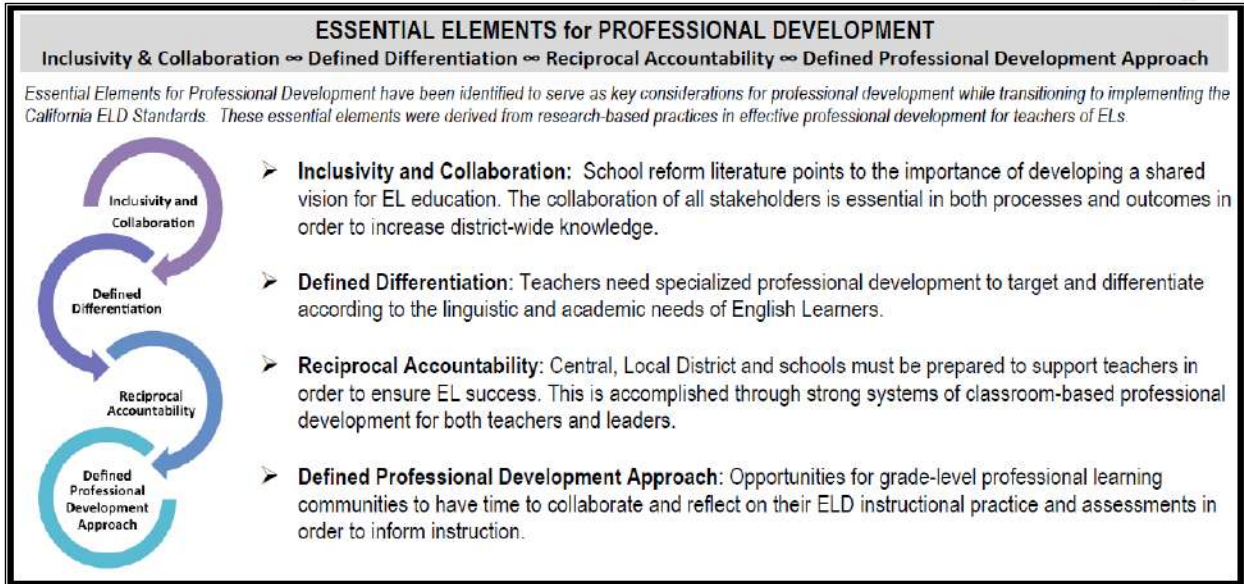 ESSENTIAL ELEMENTS for PROFESSIONAL DEVELOPMENT
Inclusivity & Collaboration ∞ Defined Differentiation ∞ Reciprocal Accountability ∞ Defined Professional Development Approach
Essential Elements for Professional Development have been identified to serve as key considerations for professional development while transitioning to implementing the
California ELD Standards. These essential elements were derived from research-based practices in effective professional development for teachers of ELs.
Inclusivity and
Collaboration
Defined
Differentiation
Reciprocal
Accountability
Defined
Professional
Development
Approach
➢ Inclusivity and Collaboration: School reform literature points to the importance of developing a shared
vision for EL education. The collaboration of all stakeholders is essential in both processes and outcomes in
order to increase district-wide knowledge.
➢ Defined Differentiation: Teachers need specialized professional development to target and differentiate
according to the linguistic and academic needs of English Learners.
➢ Reciprocal Accountability: Central, Local District and schools must be prepared to support teachers in
order to ensure EL success. This is accomplished through strong systems of classroom-based professional
development for both teachers and leaders.
➢ Defined Professional Development Approach: Opportunities for grade-level professional learning
communities to have time to collaborate and reflect on their ELD instructional practice and assessments in
order to inform instruction.